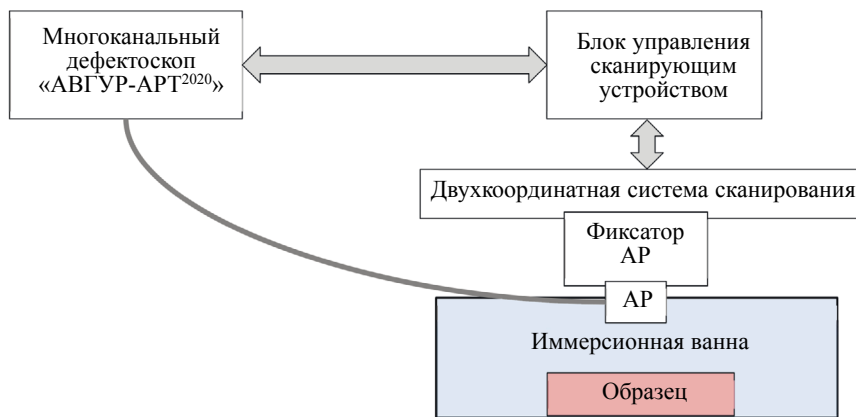 Многоканальный
дефектоскоп
«АВГУР-АРТ²⁰²⁰»
Блок управления
сканирующим
устройством
Двухкоординатная система сканирования
Фиксатор
АР
АР
Иммерсионная ванна
Образец